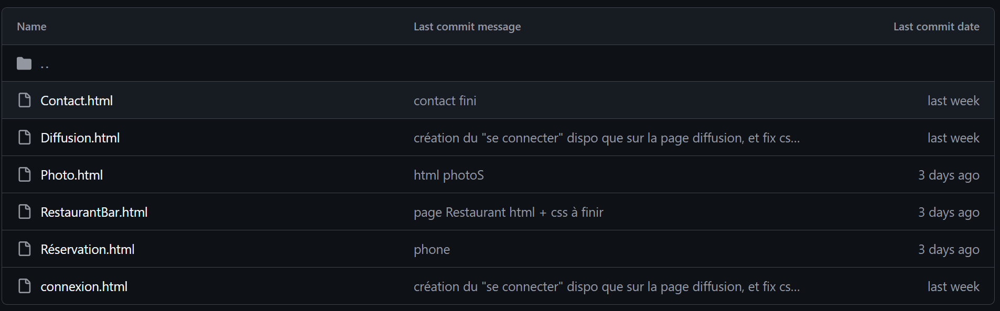 Name Last commit message Last commit date
..
Contact.html contact fini last week
Diffusion.html création du "se connecter" dispo que sur la page diffusion, et fix cs... last week
Photo.html html photoS 3 days ago
RestaurantBar.html page Restaurant html + css à finir 3 days ago
Réservation.html phone 3 days ago
connexion.html création du "se connecter" dispo que sur la page diffusion, et fix cs... last week